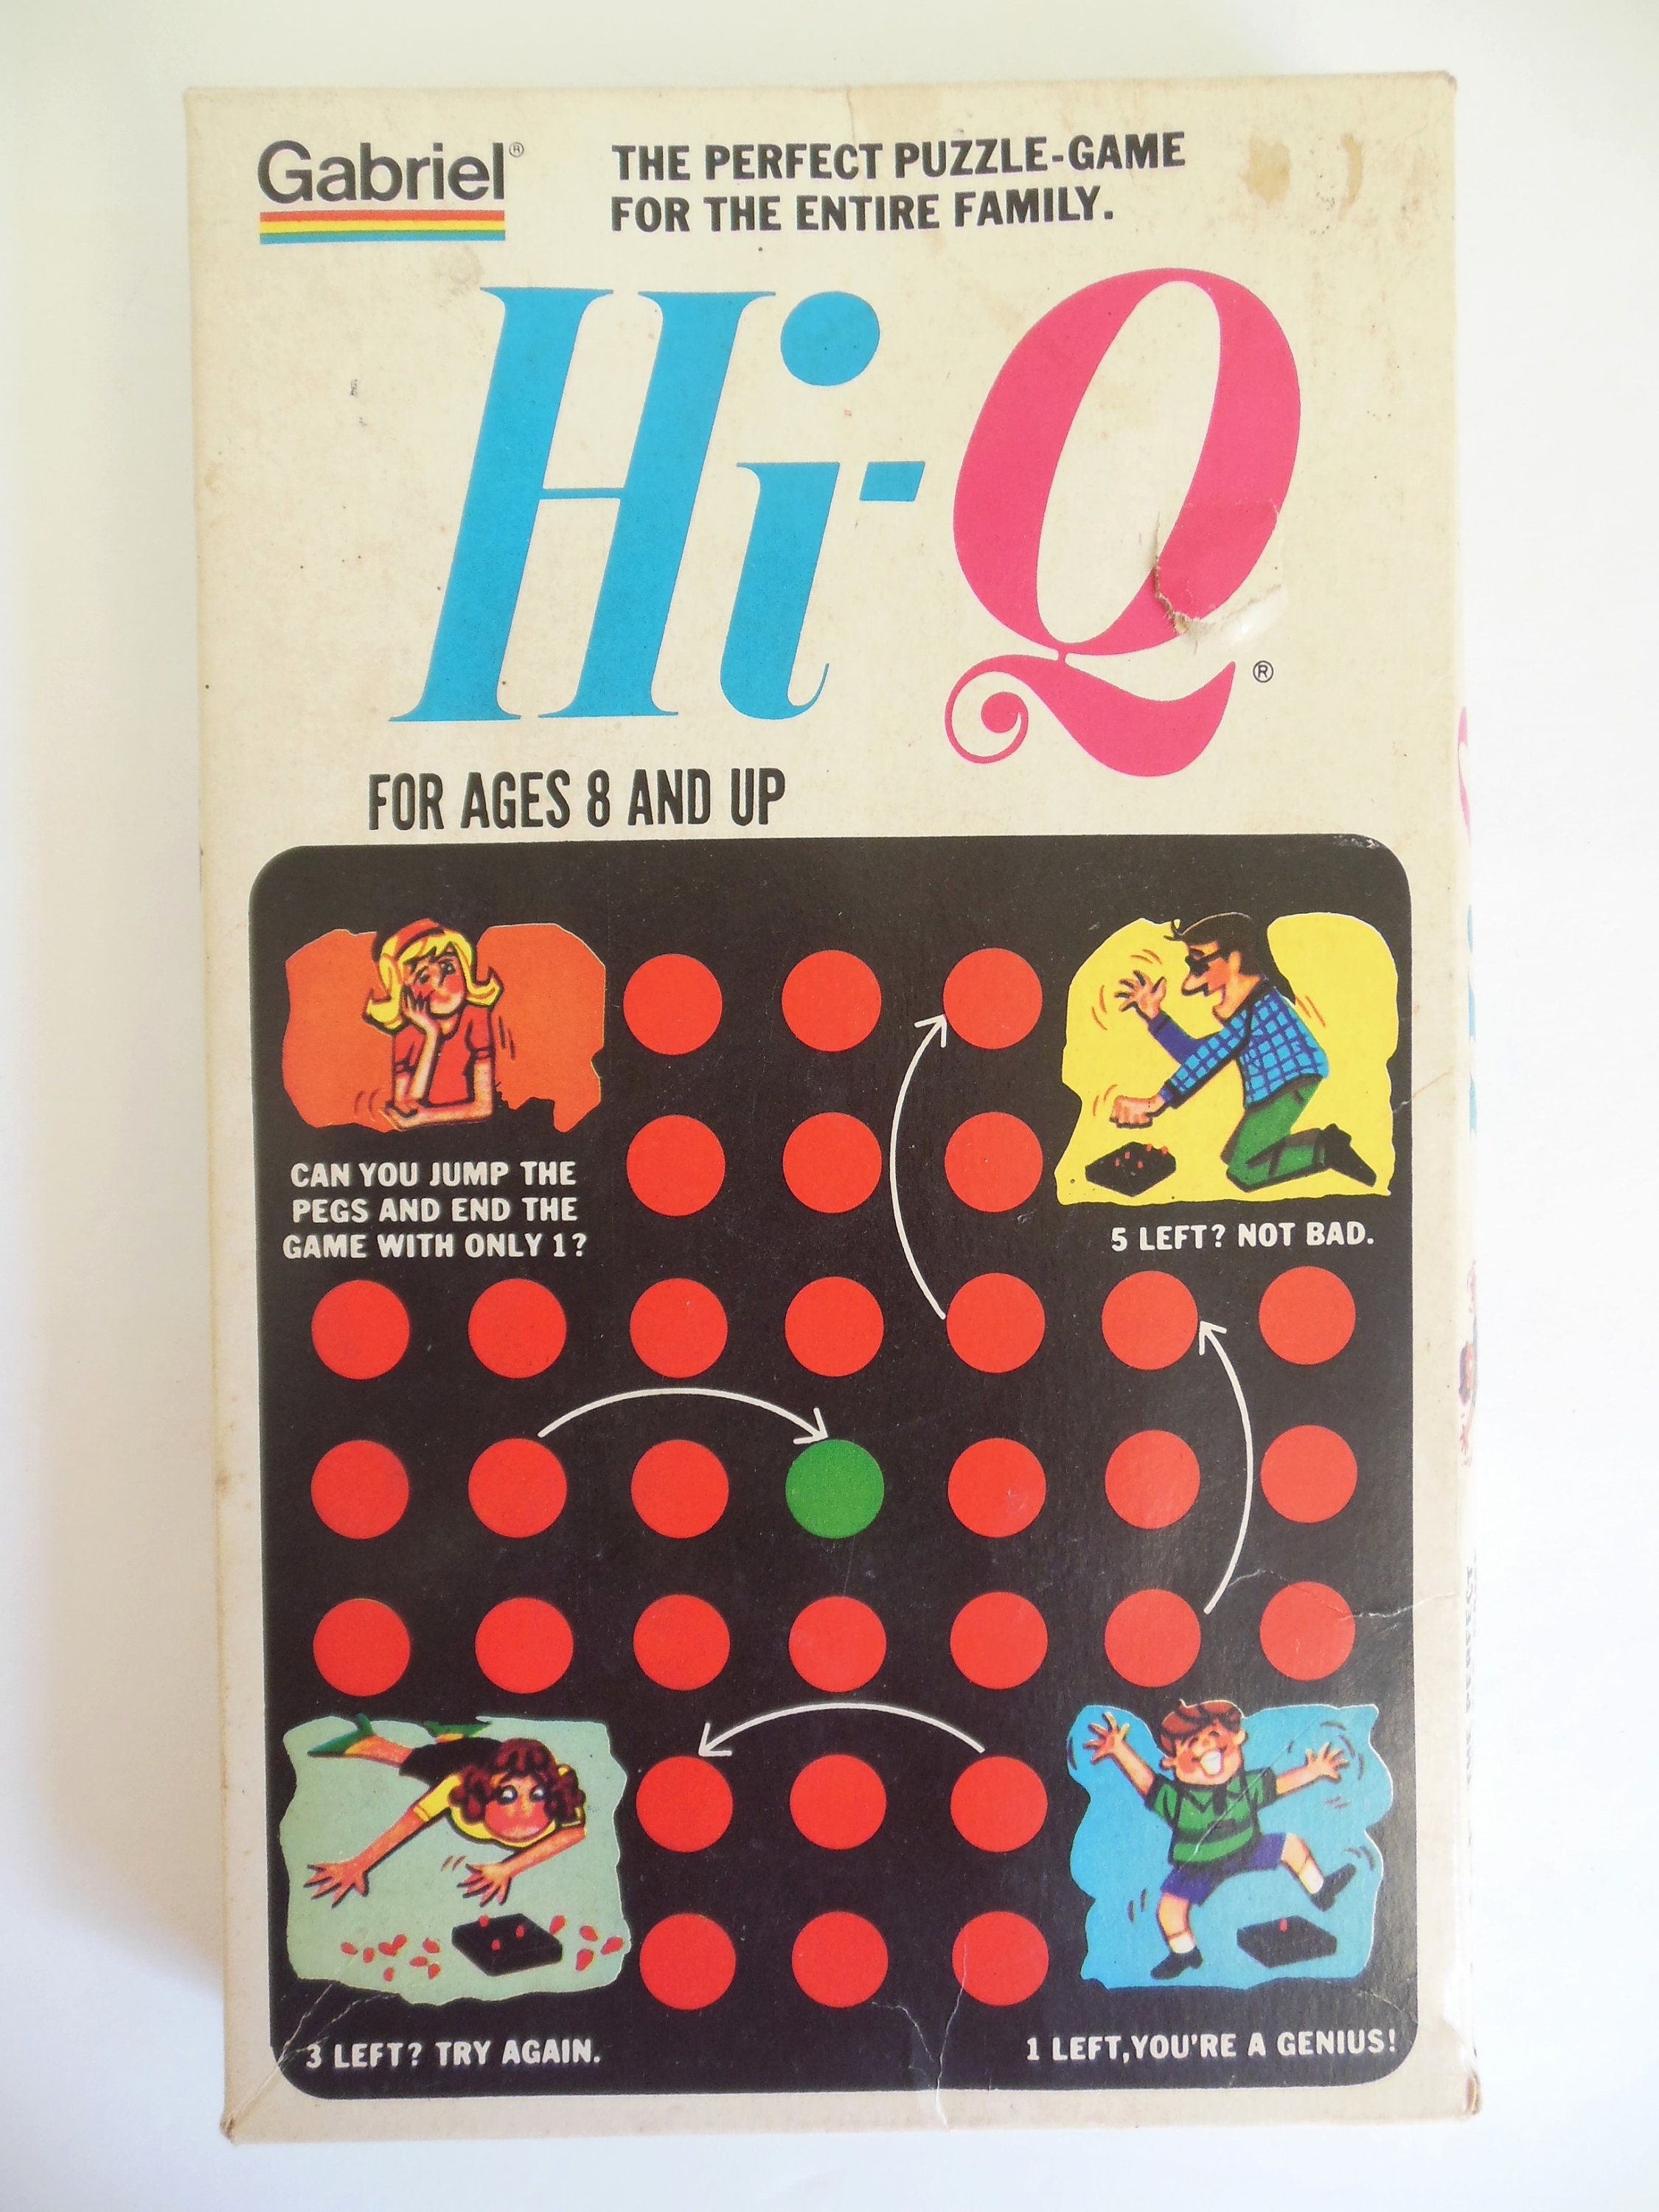 Gabriel®
THE PERFECT PUZZLE-GAME
FOR THE ENTIRE FAMILY.
Hi-Q®
FOR AGES 8 AND UP
CAN YOU JUMP THE
PEGS AND END THE
GAME WITH ONLY 1?
5 LEFT? NOT BAD.
3 LEFT? TRY AGAIN.
1 LEFT,YOU'RE A GENIUS!